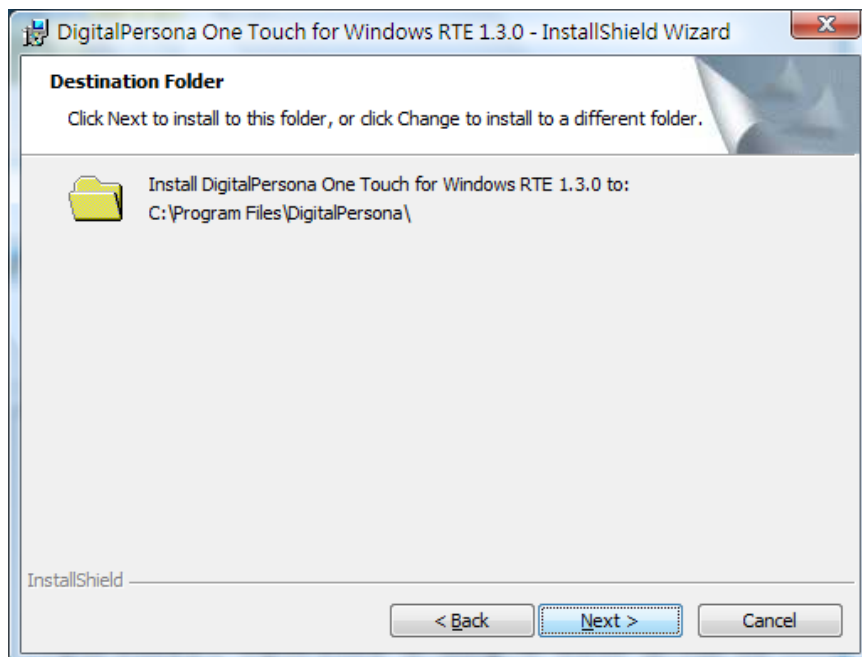 DigitalPersona One Touch for Windows RTE 1.3.0 - InstallShield Wizard
Destination Folder
Click Next to install to this folder, or click Change to install to a different folder.
Install DigitalPersona One Touch for Windows RTE 1.3.0 to:
C:\Program Files\DigitalPersona\
InstallShield
< Back
Next >
Cancel